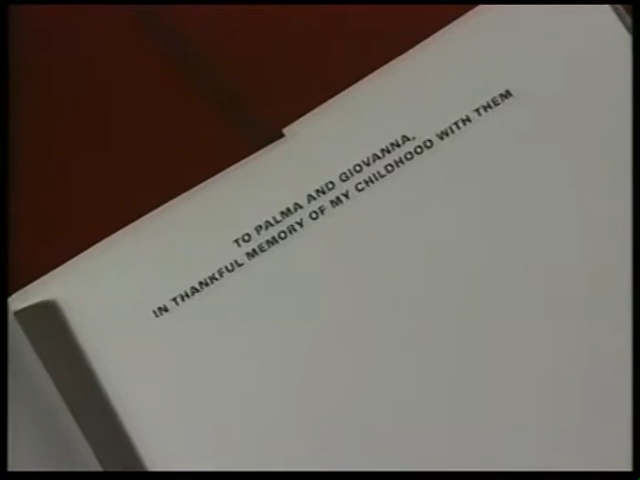 TO PALMA AND GIOVANNA,
IN THANKFUL MEMORY OF MY CHILDHOOD WITH THEM